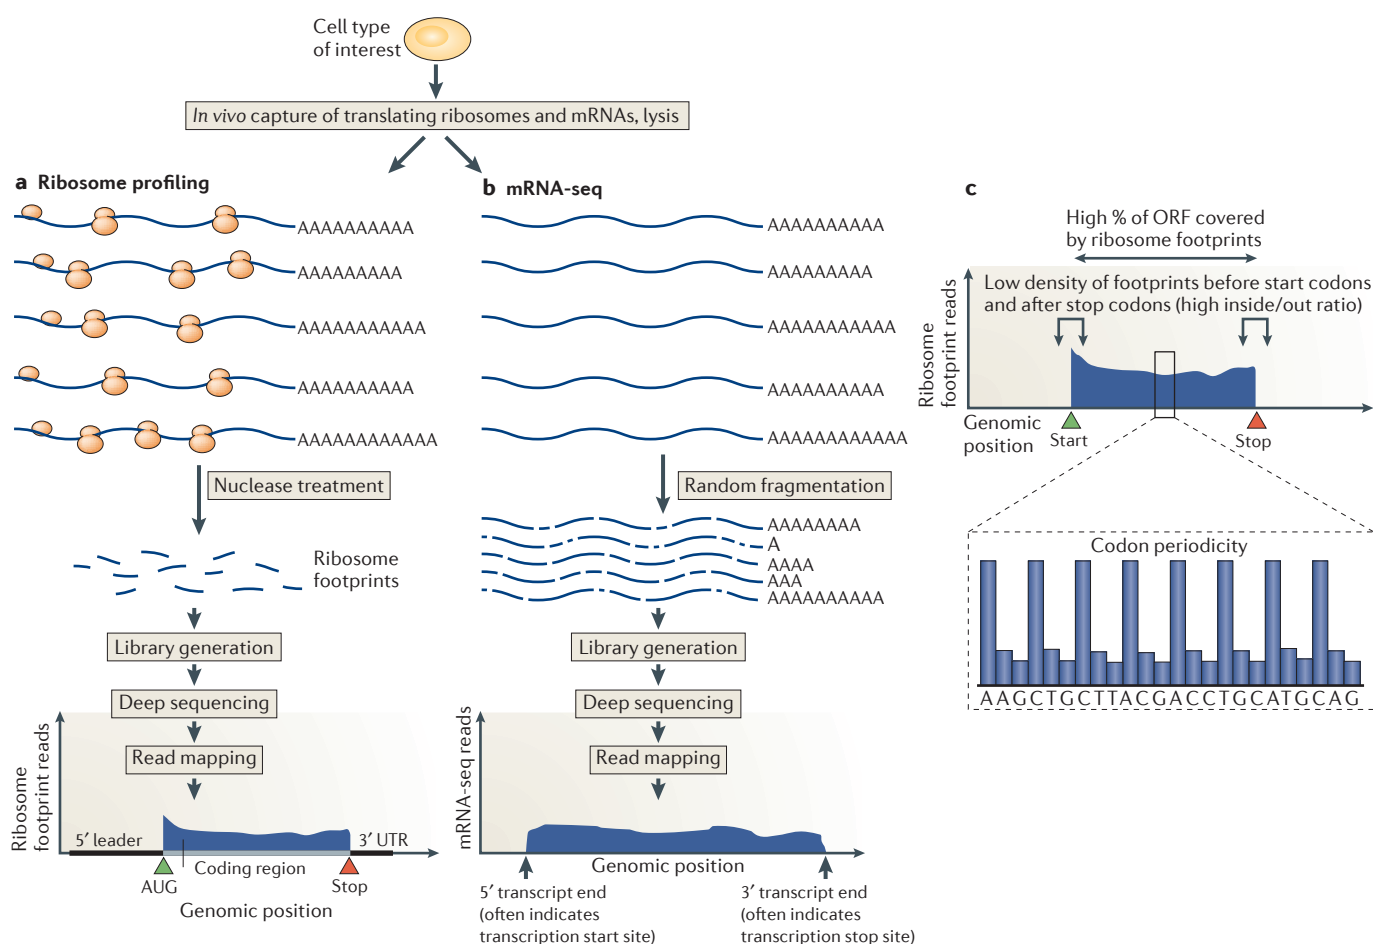 Cell type
of interest
In vivo capture of translating ribosomes and mRNAs, lysis
a Ribosome profiling
AAAAAAAAAA
AAAAAAAAA
AAAAAAAAAAA
AAAAAAAAAA
AAAAAAAAAAAA
Nuclease treatment
Ribosome
footprints
Library generation
Deep sequencing
Read mapping
Ribosome
footprint reads
5′ leader
3′ UTR
Coding region
AUG
Stop
Genomic position
b mRNA-seq
AAAAAAAAAA
AAAAAAAAA
AAAAAAAAAAA
AAAAAAAAAA
AAAAAAAAAAAA
Random fragmentation
AAAAAAAA
A
AAAA
AAA
AAAAAAAAAA
Library generation
Deep sequencing
Read mapping
mRNA-seq reads
Genomic position
5′ transcript end
(often indicates
transcription start site)
3′ transcript end
(often indicates
transcription stop site)
c
High % of ORF covered
by ribosome footprints
Low density of footprints before start codons
and after stop codons (high inside/out ratio)
Ribosome
footprint reads
Genomic
position
Start
Stop
Codon periodicity
AAGCTGCTTACGACCTGCATGCAG